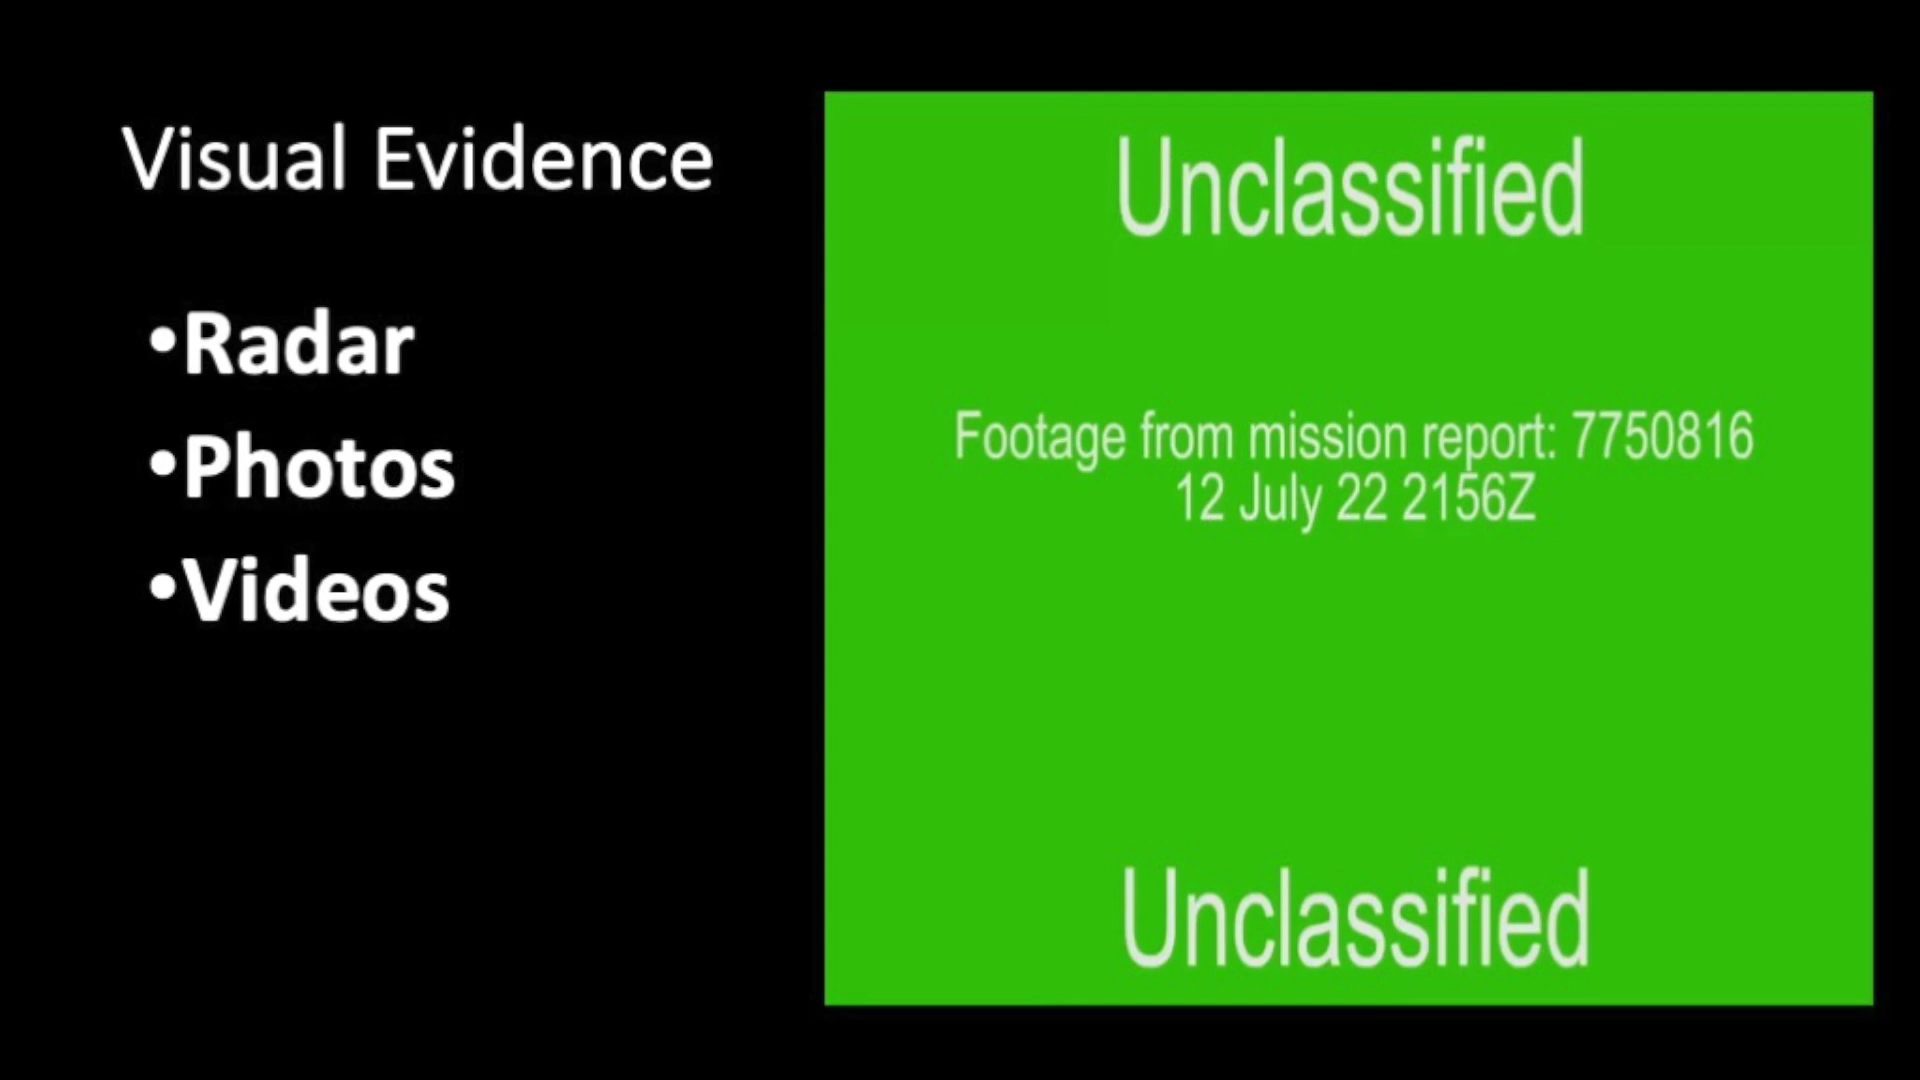 Visual Evidence
•Radar
•Photos
•Videos
Unclassified
Footage from mission report: 7750816
12 July 22 2156Z
Unclassified